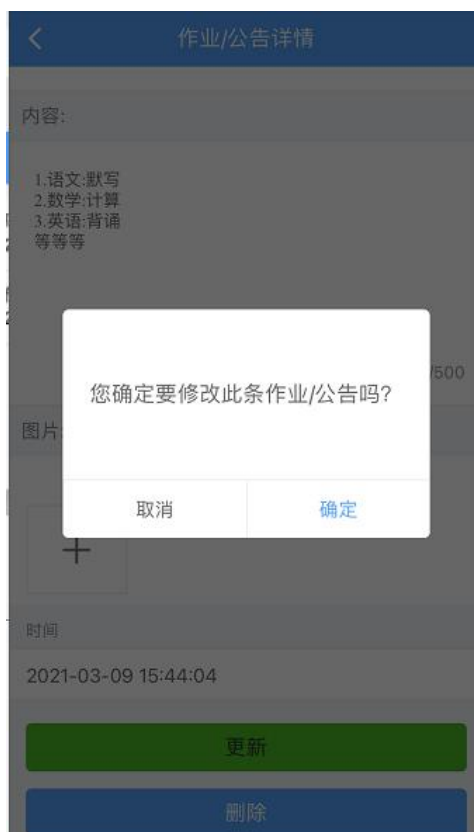 作业/公告详情
内容:
1.语文:默写
2.数学:计算
3.英语:背诵
等等等
/500
您确定要修改此条作业/公告吗?
图片:
取消
确定
时间
2021-03-09 15:44:04
更新
删除